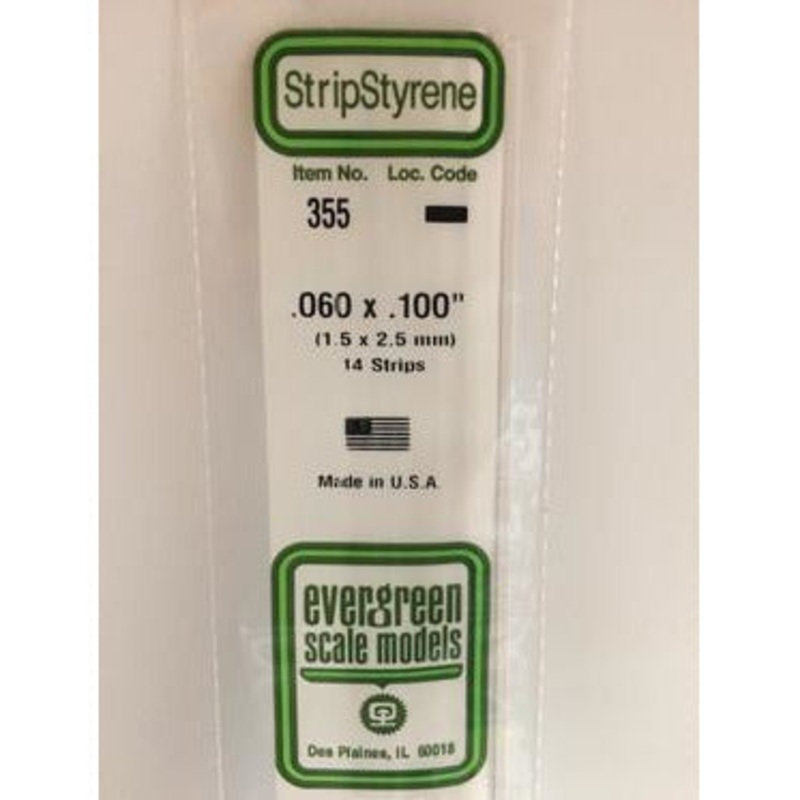 StripStyrene
Item No. Loc. Code
355
.060 x .100"
(1.5 x 2.5 mm)
14 Strips
Made in U.S.A
evergreen
scale models
Des Plaines, IL 60018